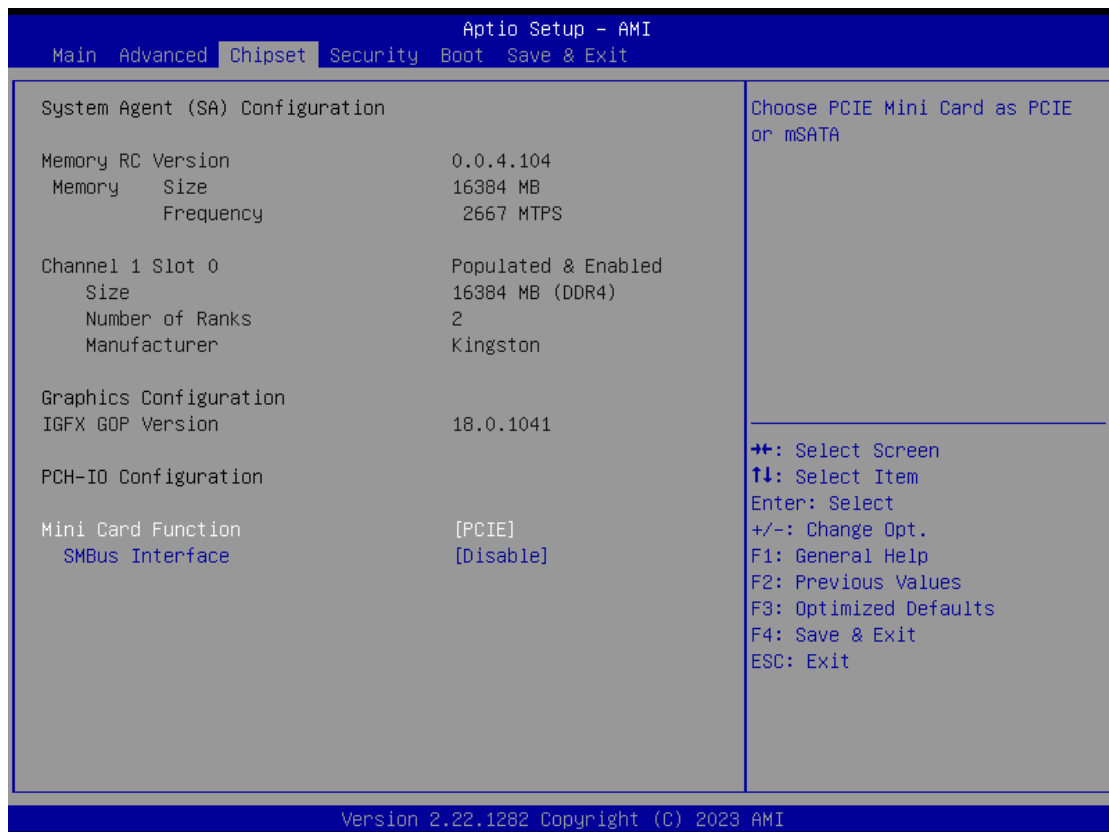 Aptio Setup – AMI
Main Advanced Chipset Security Boot Save & Exit
System Agent (SA) Configuration
Memory RC Version 0.0.4.104
Memory Size 16384 MB
Frequency 2667 MTPS
Channel 1 Slot 0 Populated & Enabled
Size 16384 MB (DDR4)
Number of Ranks 2
Manufacturer Kingston
Graphics Configuration
IGFX GOP Version 18.0.1041
PCH-IO Configuration
Mini Card Function [PCIE]
SMBus Interface [Disable]
Choose PCIE Mini Card as PCIE
or mSATA
→←: Select Screen
↑↓: Select Item
Enter: Select
+/-: Change Opt.
F1: General Help
F2: Previous Values
F3: Optimized Defaults
F4: Save & Exit
ESC: Exit
Version 2.22.1282 Copyright (C) 2023 AMI